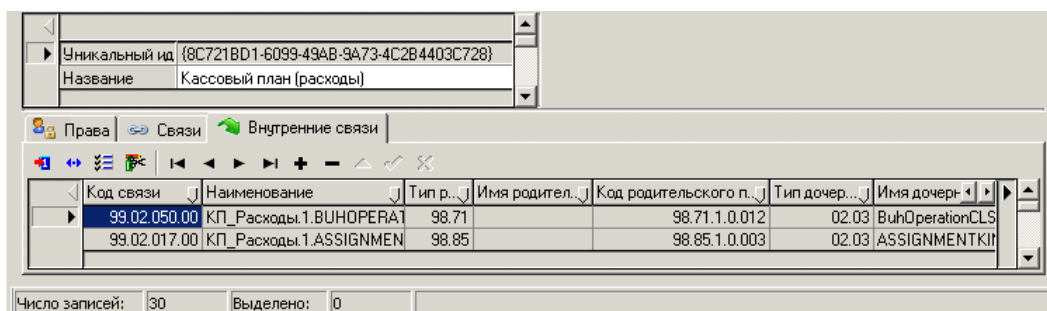 Уникальный ид {8C721BD1-6099-49AB-9A73-4C2B4403C728}
Название Кассовый план (расходы)
Права Связи Внутренние связи
Код связи Наименование Тип р... Имя родител... Код родительского п... Тип дочер... Имя дочерн
99.02.050.00 КП_Расходы.1.BUHOPERAT 98.71 98.71.1.0.012 02.03 BuhOperationCLS
99.02.017.00 КП_Расходы.1.ASSIGNMEN 98.85 98.85.1.0.003 02.03 ASSIGNMENTKIN
Число записей: 30 Выделено: 0